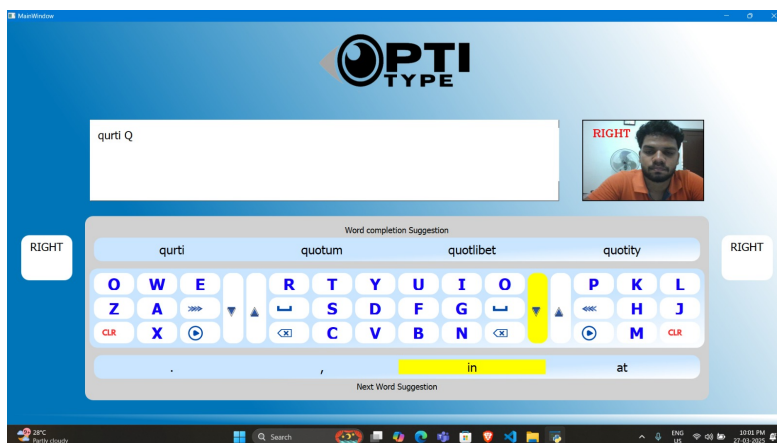 MainWindow
OPTI
TYPE
qurti Q
RIGHT
Word completion Suggestion
RIGHT
qurti quotum quotlibet quotity
RIGHT
O W E R T Y U I O P K L
Z A S D F G H J
CLR X C V B N M CLR
. , in at
Next Word Suggestion
28°C
Partly cloudy
Search
ENG
US
10:01 PM
27-03-2025